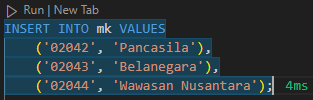 Run | New Tab
INSERT INTO mk VALUES
('02042', 'Pancasila'),
('02043', 'Belanegara'),
('02044', 'Wawasan Nusantara'); 4ms